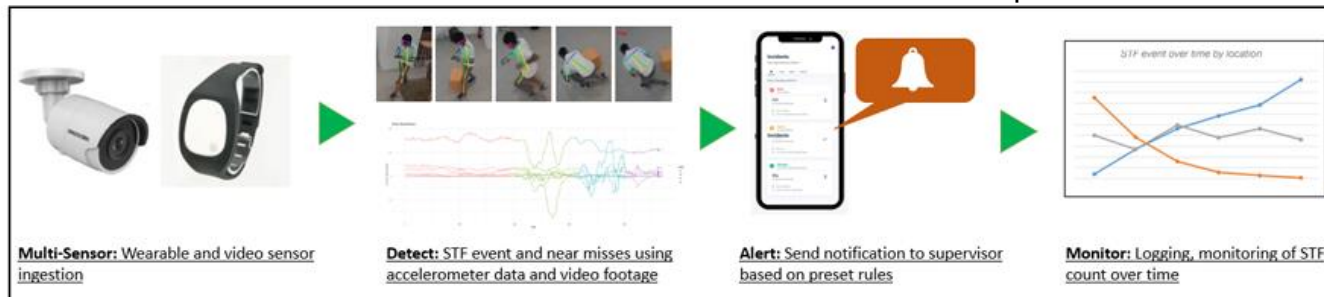 STF event over time by location
Incidents
Incidents
Multi-Sensor: Wearable and video sensor
ingestion
Detect: STF event and near misses using
accelerometer data and video footage
Alert: Send notification to supervisor
based on preset rules
Monitor: Logging, monitoring of STF
count over time